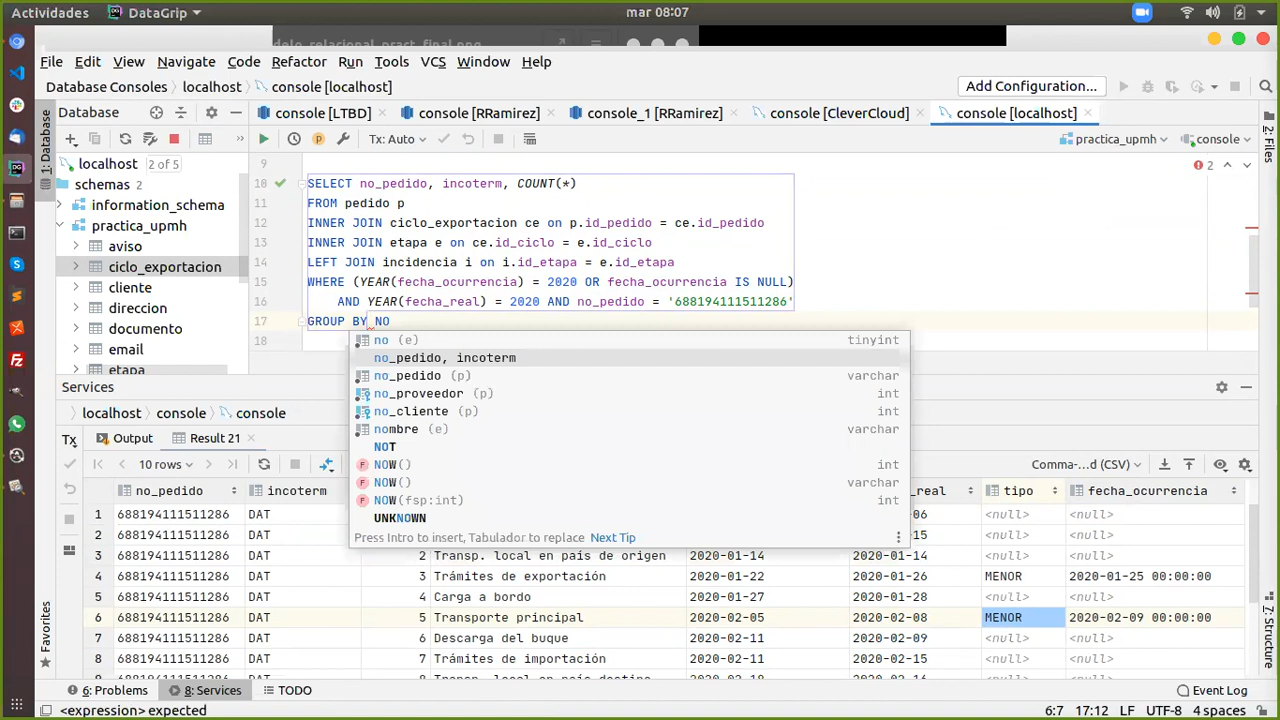 Actividades DataGrip mar 08:07
delo_relacional_pract_final.png
File Edit View Navigate Code Refactor Run Tools VCS Window Help
Database Consoles localhost console [localhost] Add Configuration...
Database console [LTBD] console [RRamirez] console_1 [RRamirez] console [CleverCloud] console [localhost]
Tx: Auto practica_upmh console
1: Database
2: Files
localhost 2 of 5
schemas 2
information_schema
practica_upmh
aviso
ciclo_exportacion
cliente
direccion
documento
email
etapa
2
9
10 SELECT no_pedido, incoterm, COUNT(*)
11 FROM pedido p
12 INNER JOIN ciclo_exportacion ce on p.id_pedido = ce.id_pedido
13 INNER JOIN etapa e on ce.id_ciclo = e.id_ciclo
14 LEFT JOIN incidencia i on i.id_etapa = e.id_etapa
15 WHERE (YEAR(fecha_ocurrencia) = 2020 OR fecha_ocurrencia IS NULL)
16 AND YEAR(fecha_real) = 2020 AND no_pedido = '688194111511286'
17 GROUP BY NO
18
no (e) tinyint
no_pedido, incoterm
no_pedido (p) varchar
no_proveedor (p) int
no_cliente (p) int
nombre (e) varchar
NOT
NOW() int
NOW() varchar
NOW(fsp:int) int
UNKNOWN
Press Intro to insert, Tabulador to replace Next Tip
Services
localhost console console
Tx Output Result 21
10 rows Comma-...d (CSV)
no_pedido incoterm _real tipo fecha_ocurrencia
1 688194111511286 DAT 06 <null> <null>
2 688194111511286 DAT <null> <null>
3 688194111511286 DAT 2 Transp. local en país de origen 2020-01-14 2020-01-14 <null> <null>
4 688194111511286 DAT 3 Trámites de exportación 2020-01-22 2020-01-26 MENOR 2020-01-25 00:00:00
5 688194111511286 DAT 4 Carga a bordo 2020-01-27 2020-01-28 <null> <null>
6 688194111511286 DAT 5 Transporte principal 2020-02-05 2020-02-08 MENOR 2020-02-09 00:00:00
7 688194111511286 DAT 6 Descarga del buque 2020-02-11 2020-02-09 <null> <null>
8 688194111511286 DAT 7 Trámites de importación 2020-02-11 2020-02-15 <null> <null>
Favorites
7: Structure
6: Problems 8: Services TODO Event Log
<expression> expected 6:7 17:12 LF UTF-8 4 spaces